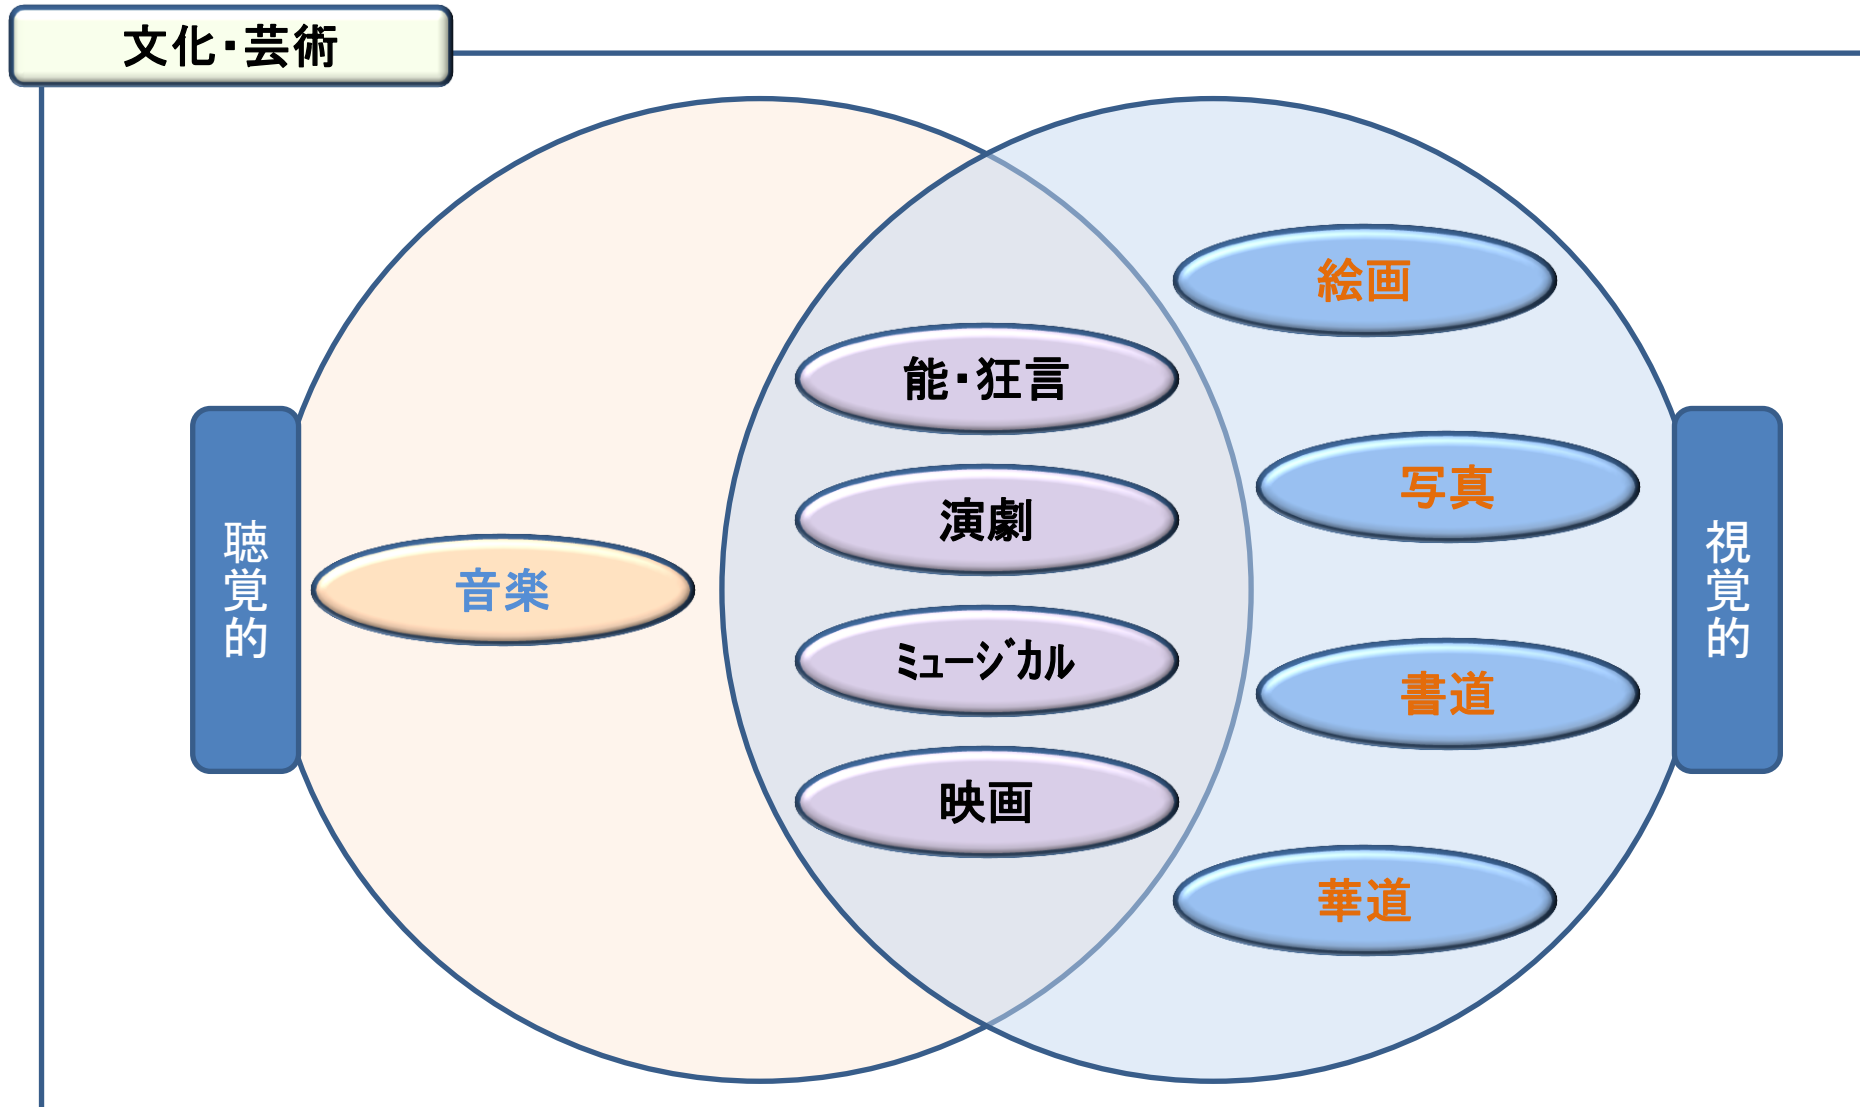 文化・芸術
聴覚的
音楽
能・狂言
演劇
ﾐｭｰｼﾞｶﾙ
映画
絵画
写真
書道
華道
視覚的